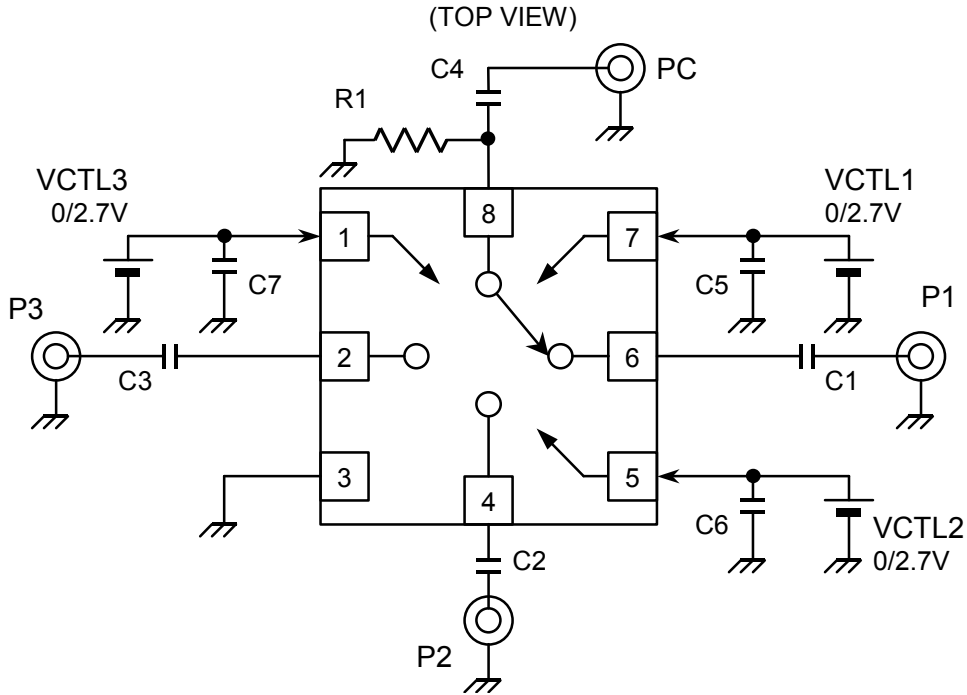 (TOP VIEW)
C4
PC
R1
VCTL3
0/2.7V
VCTL1
0/2.7V
8
1
7
C7
C5
P3
P1
2
6
C3
C1
3
5
4
C6
VCTL2
0/2.7V
C2
P2